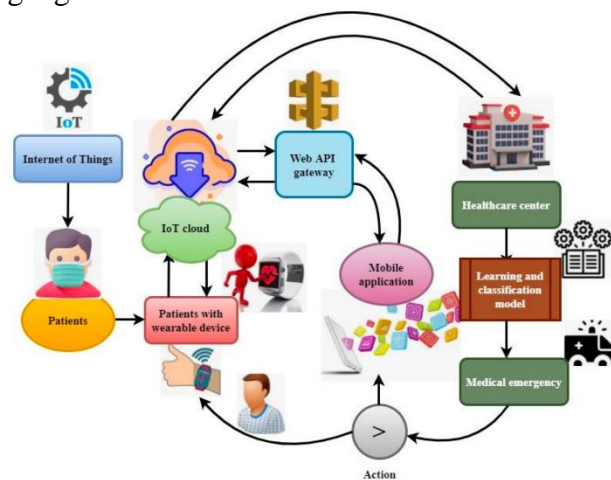 IoT
Internet of Things
Patients
Patients with
wearable device
IoT cloud
Web API
gateway
Mobile
application
Healthcare center
Learning and
classification
model
Medical emergency
>
Action